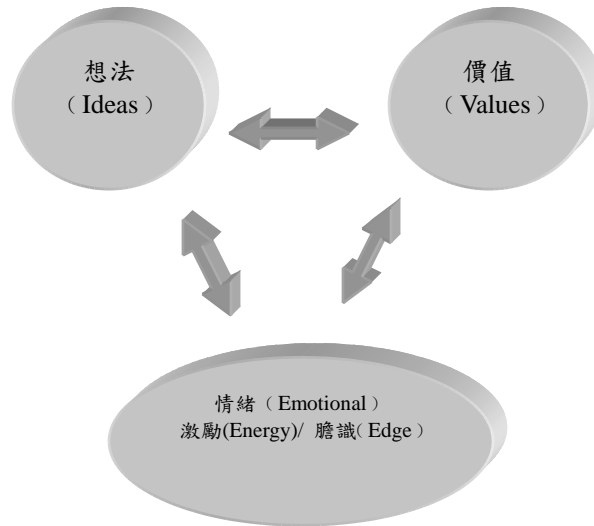 想法
（Ideas）
價值
（Values）
情緒（Emotional）
激勵(Energy)/ 膽識(Edge）